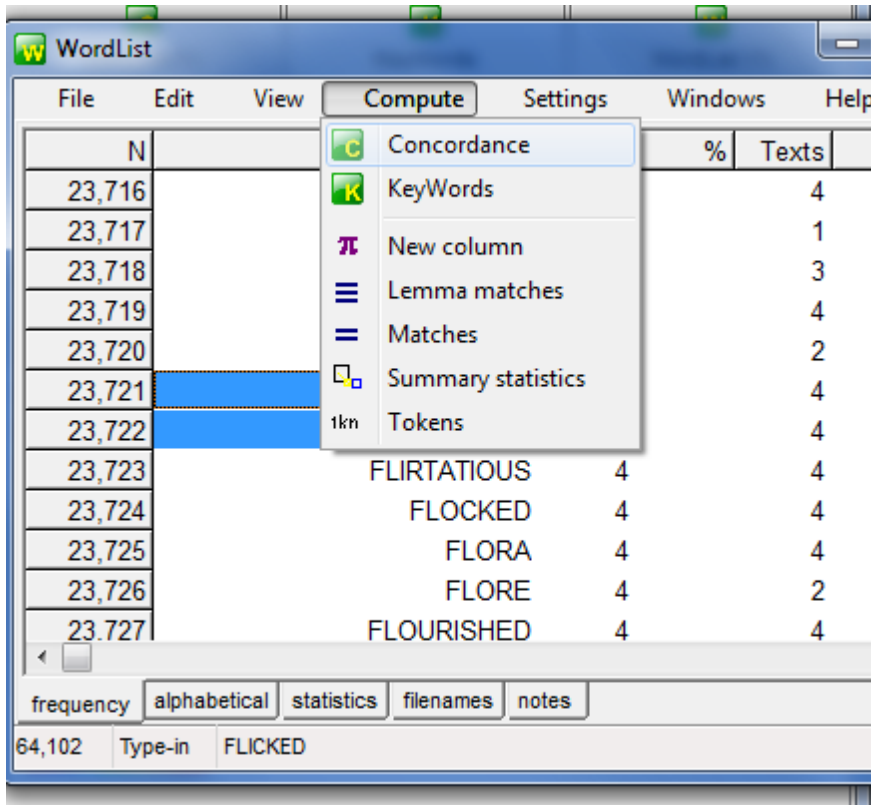 WordList
File Edit View Compute Settings Windows Help
N % Texts
Concordance
KeyWords
New column
Lemma matches
Matches
Summary statistics
1kn Tokens
23,716 4
23,717 1
23,718 3
23,719 4
23,720 2
23,721 4
23,722 4
23,723 FLIRTATIOUS 4 4
23,724 FLOCKED 4 4
23,725 FLORA 4 4
23,726 FLORE 4 2
23,727 FLOURISHED 4 4
frequency alphabetical statistics filenames notes
64,102 Type-in FLICKED